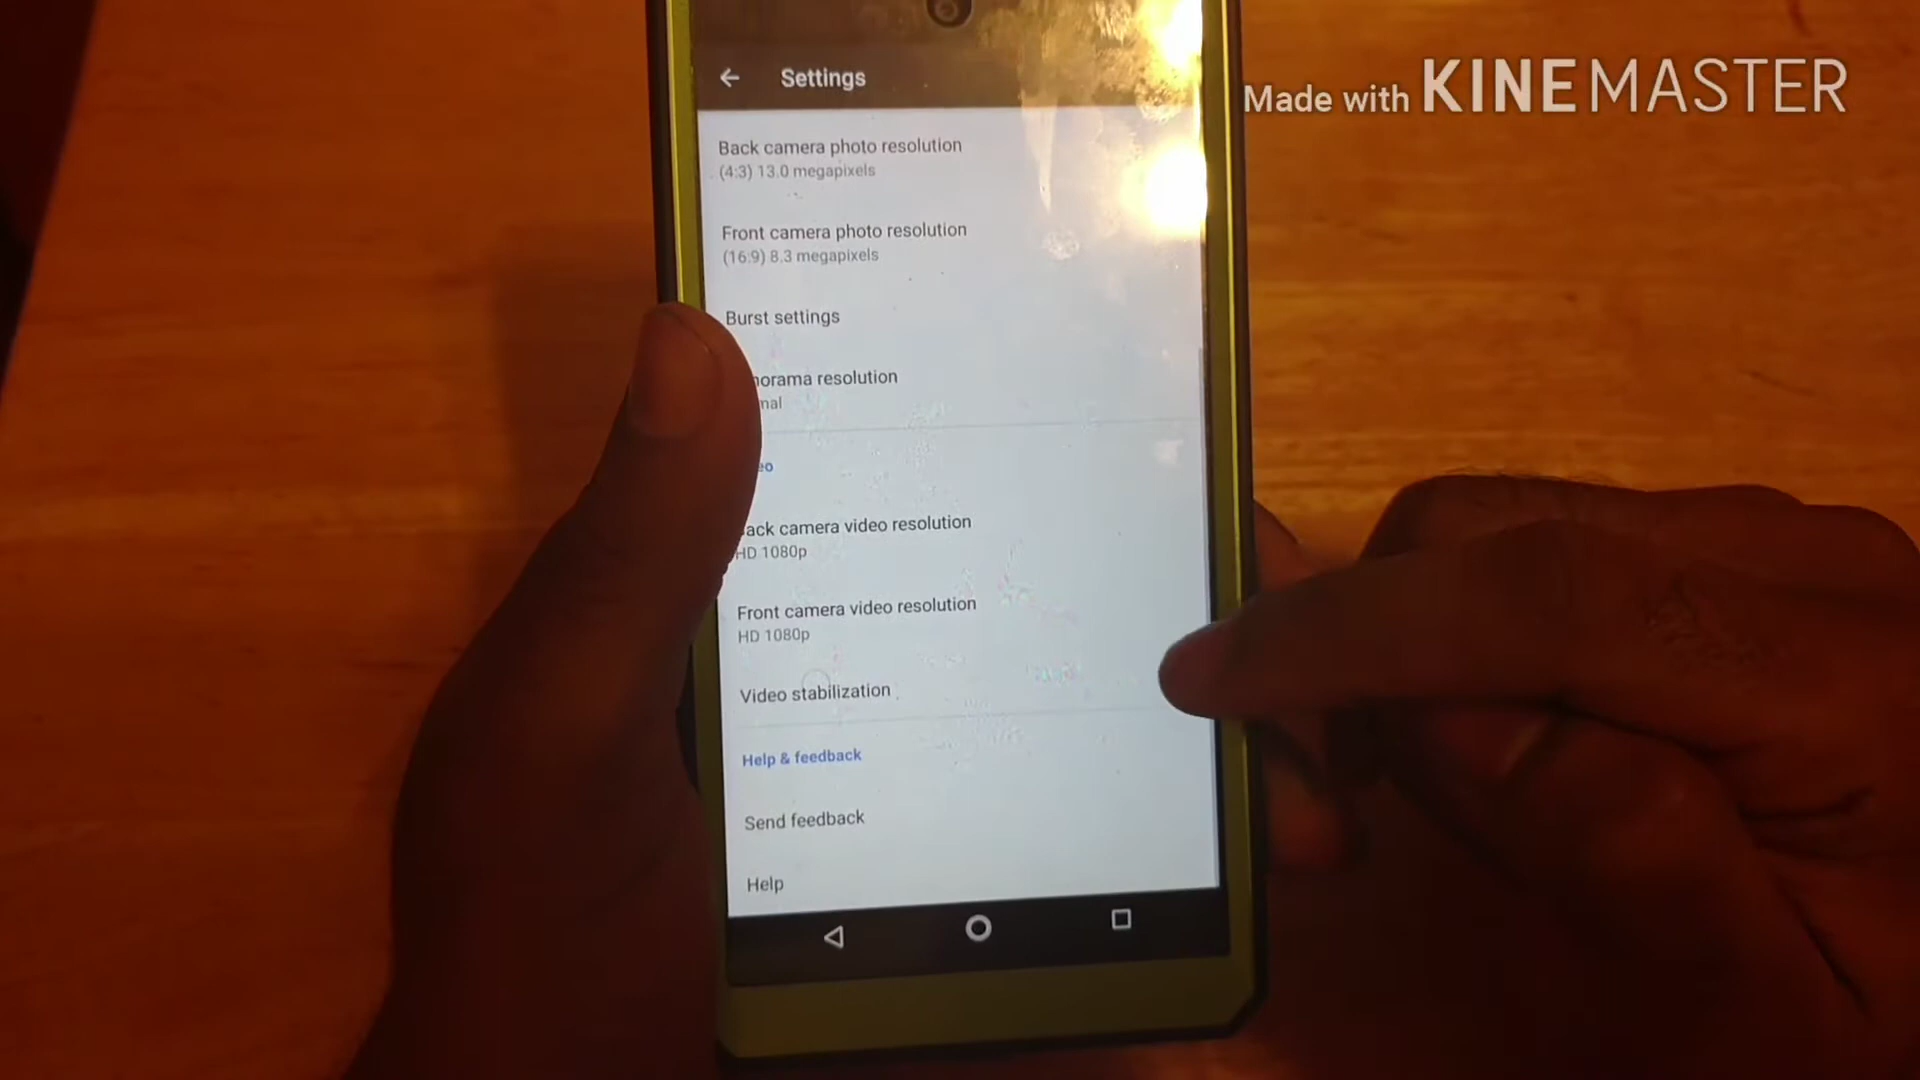 Made with KINEMASTER
Settings
Back camera photo resolution
(4:3) 13.0 megapixels
Front camera photo resolution
(16:9) 8.3 megapixels
Burst settings
norama resolution
mal
eo
ack camera video resolution
HD 1080p
Front camera video resolution
HD 1080p
Video stabilization
Help & feedback
Send feedback
Help